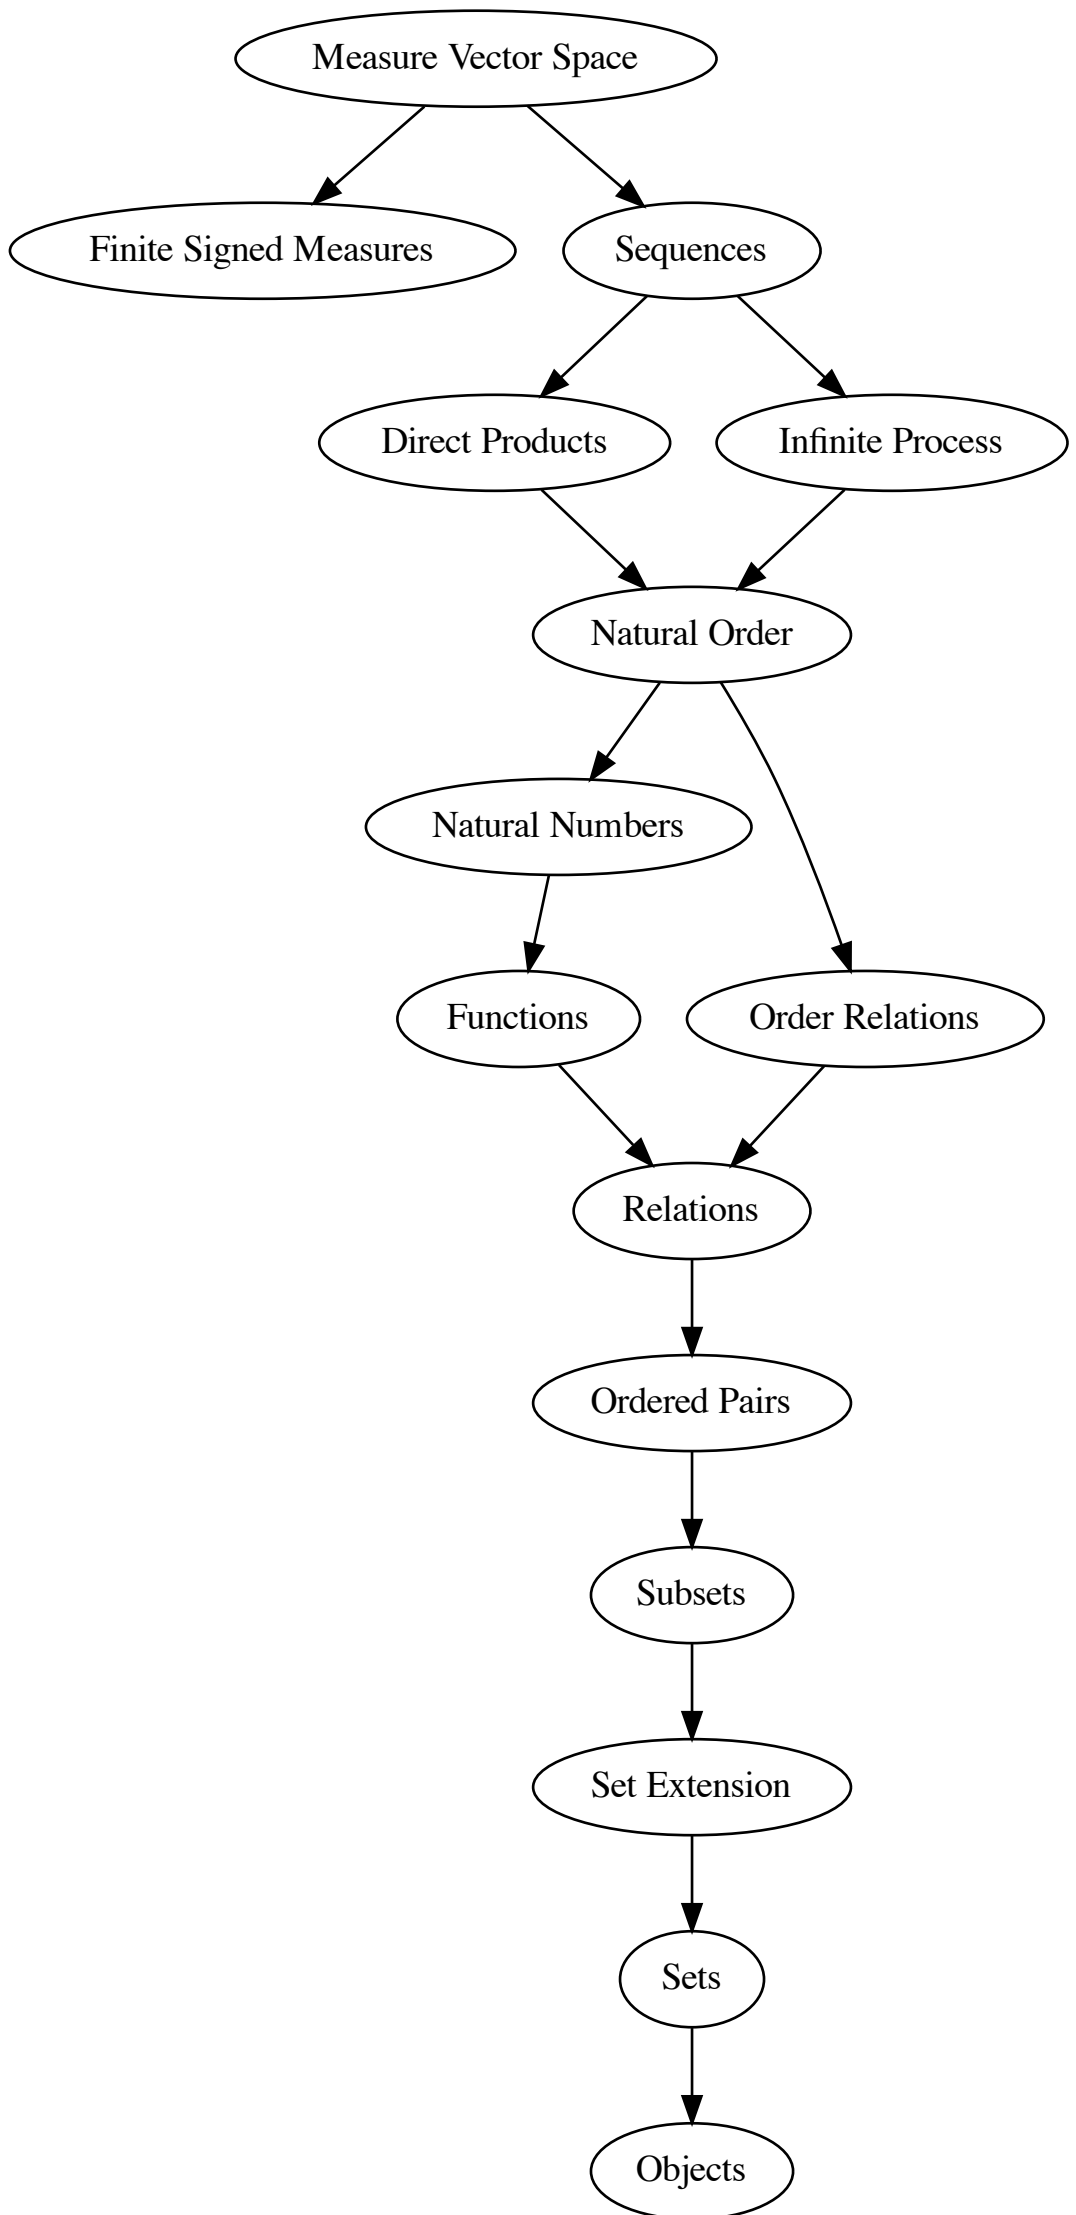 Measure Vector Space
Finite Signed Measures
Sequences
Direct Products
Infinite Process
Natural Order
Natural Numbers
Functions
Order Relations
Relations
Ordered Pairs
Subsets
Set Extension
Sets
Objects